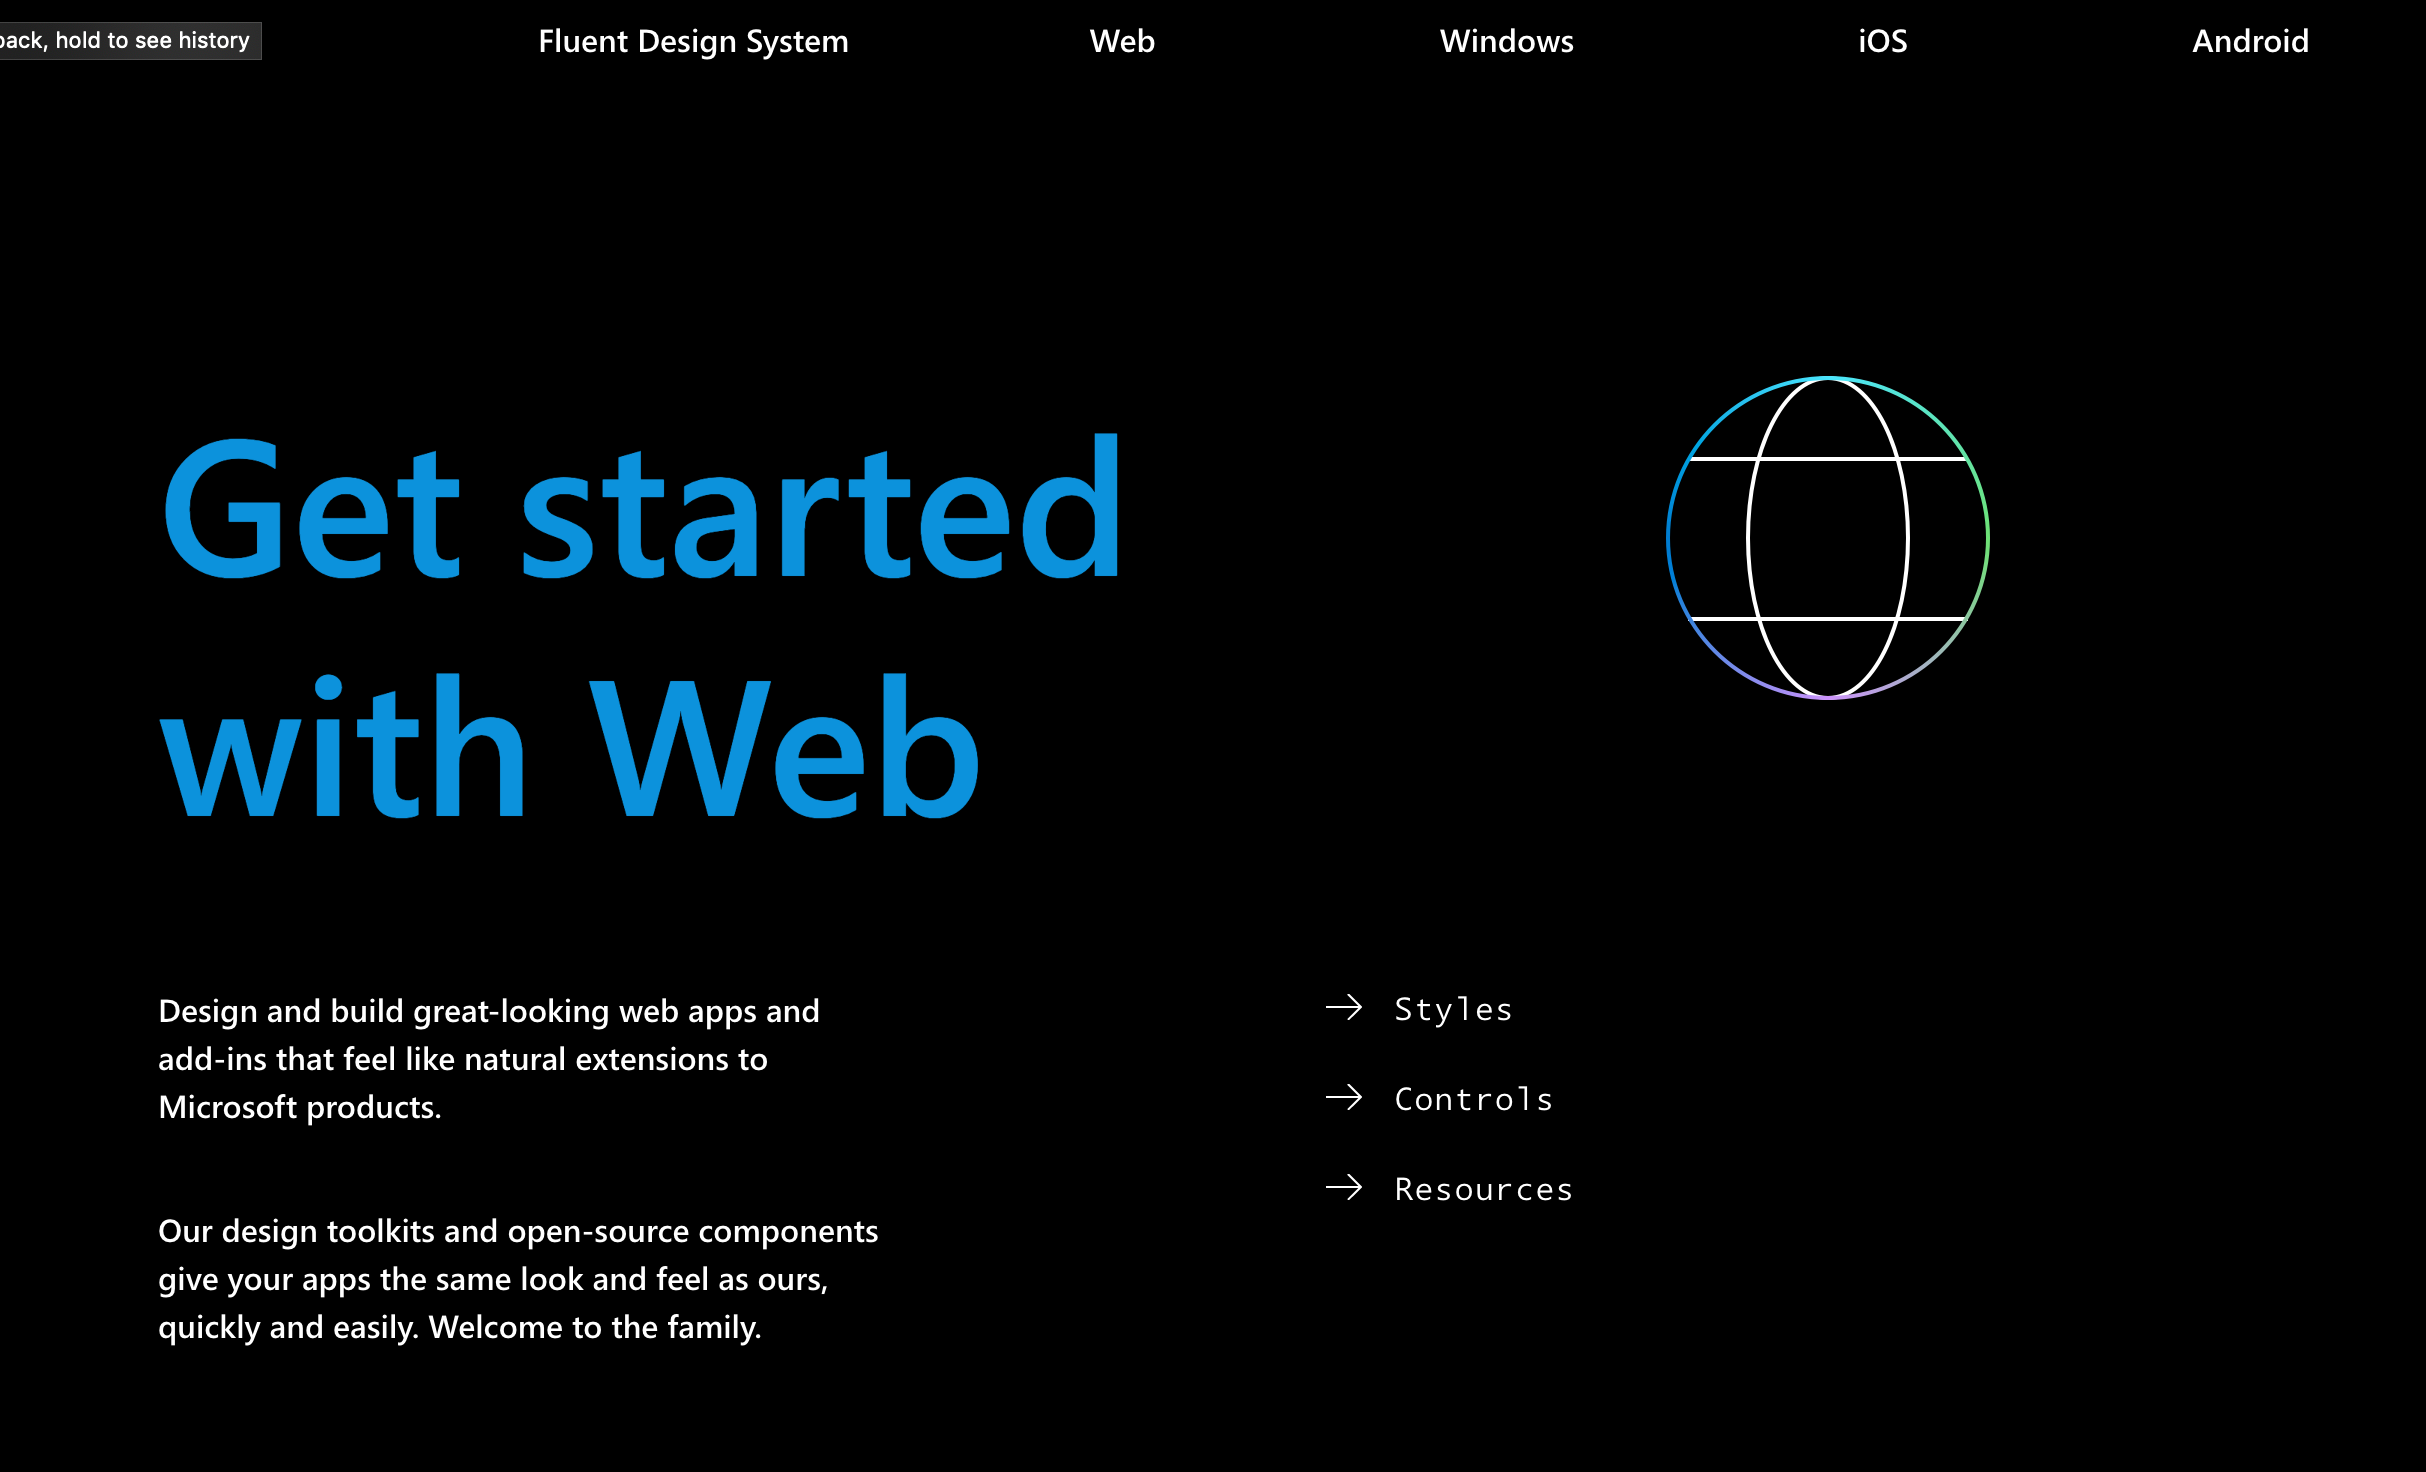 back, hold to see history
Fluent Design System
Web
Windows
iOS
Android
Get started
with Web
Design and build great-looking web apps and
add-ins that feel like natural extensions to
Microsoft products.
Our design toolkits and open-source components
give your apps the same look and feel as ours,
quickly and easily. Welcome to the family.
Styles
Controls
Resources